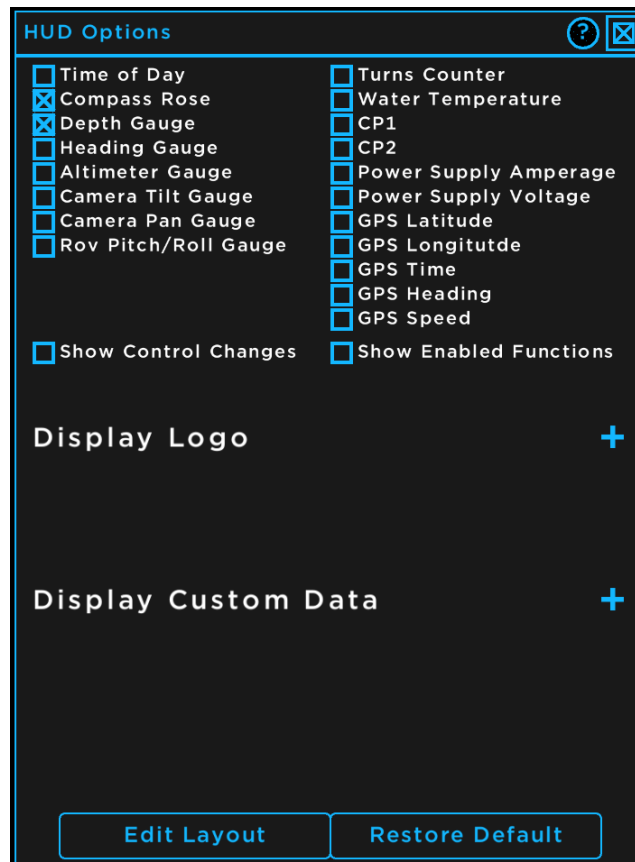 HUD Options
?
Time of Day
Compass Rose
Depth Gauge
Heading Gauge
Altimeter Gauge
Camera Tilt Gauge
Camera Pan Gauge
Rov Pitch/Roll Gauge
Turns Counter
Water Temperature
CP1
CP2
Power Supply Amperage
Power Supply Voltage
GPS Latitude
GPS Longitutde
GPS Time
GPS Heading
GPS Speed
Show Control Changes
Show Enabled Functions
Display Logo +
Display Custom Data +
Edit Layout
Restore Default